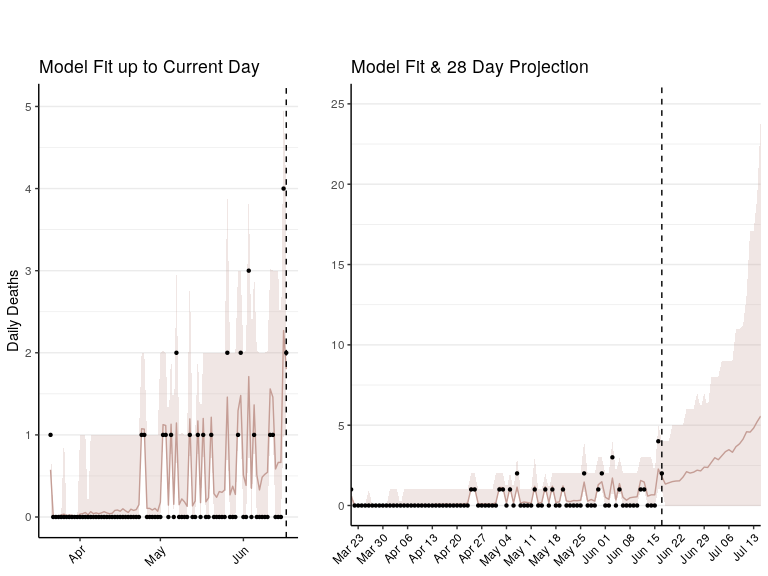 Model Fit up to Current Day
Daily Deaths
5
4
3
2
1
0
Apr
May
Jun
Model Fit & 28 Day Projection
25
20
15
10
5
0
Mar 23
Mar 30
Apr 06
Apr 13
Apr 20
Apr 27
May 04
May 11
May 18
May 25
Jun 01
Jun 08
Jun 15
Jun 22
Jun 29
Jul 06
Jul 13